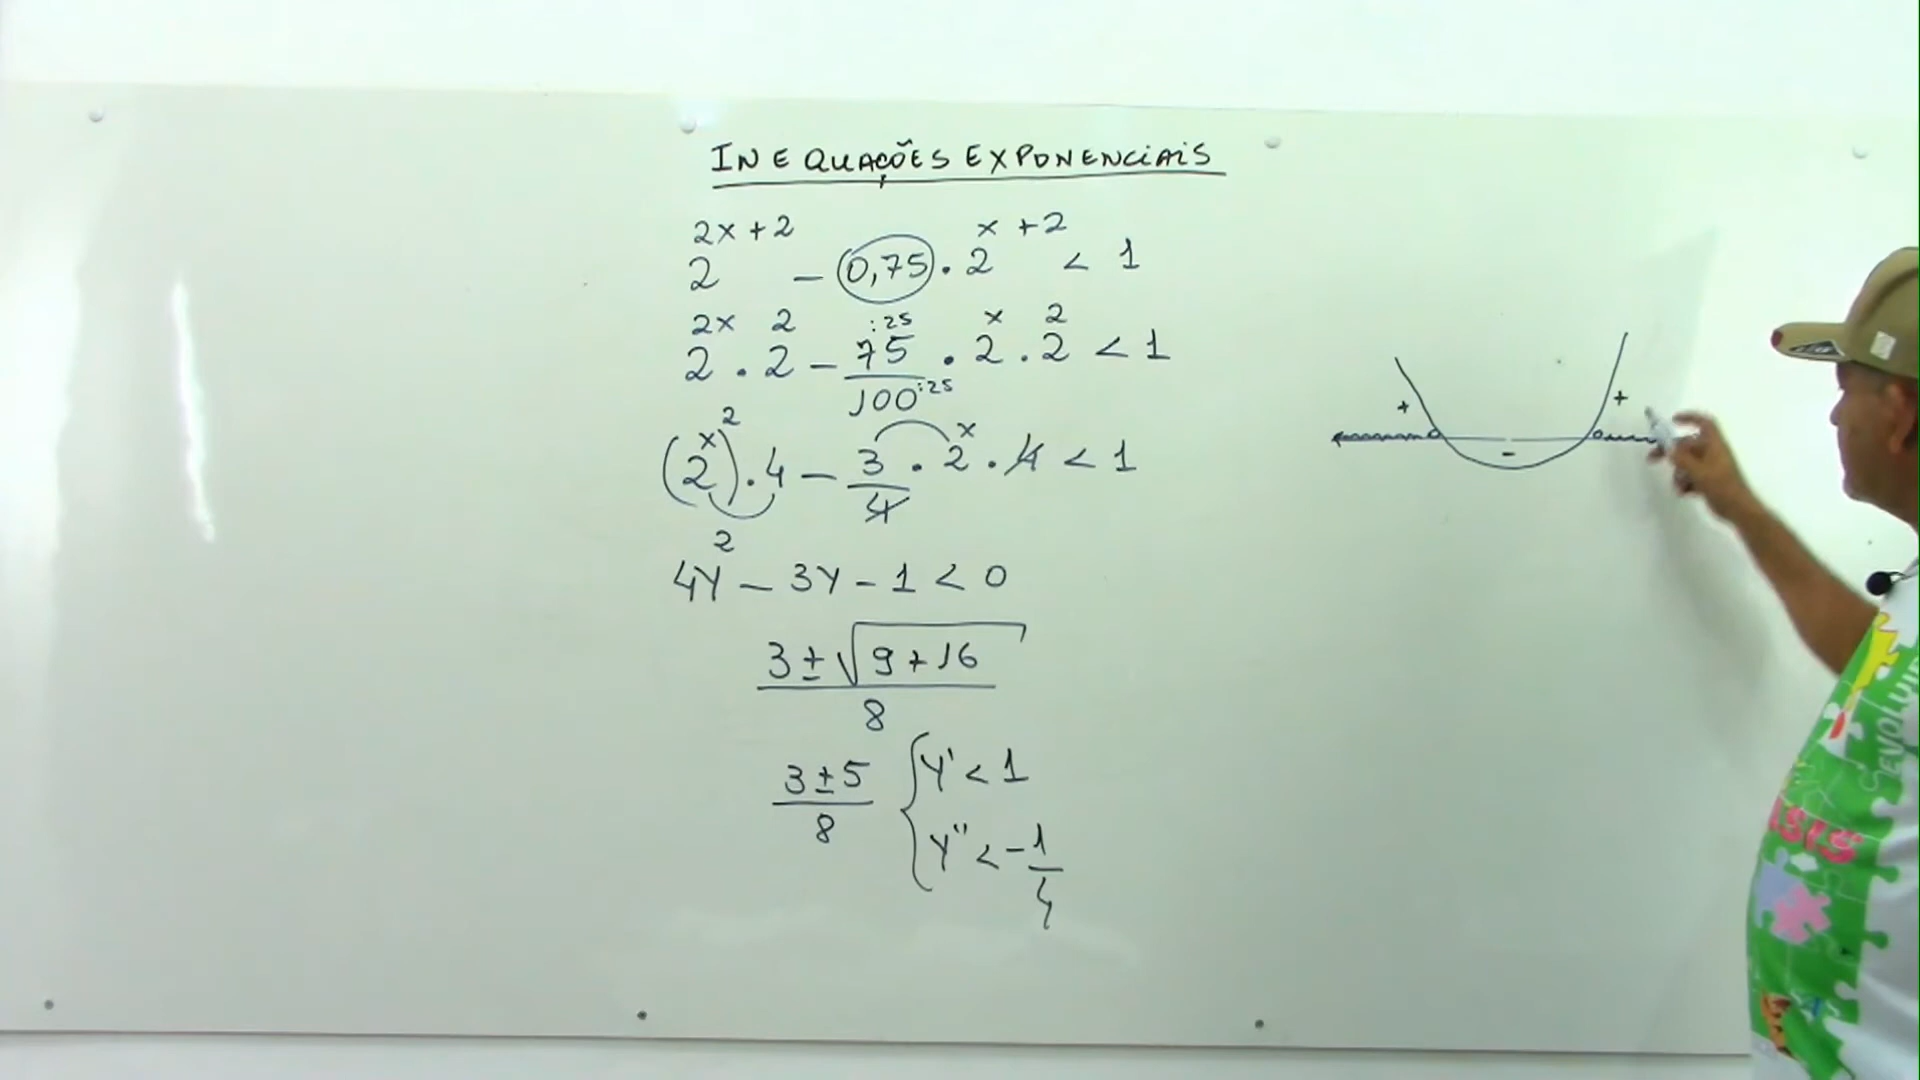 INEQUAÇÕES EXPONENCIAIS
2^(2x+2) - 0,75 . 2^(x+2) < 1
2^(2x) . 2^2 - 75:25/100:25 . 2^x . 2^2 < 1
(2^x)^2 . 4 - 3/4 . 2^x . 4 < 1
4Y^2 - 3Y - 1 < 0
3 ± √(9 + 16) / 8
3 ± 5 / 8 { Y' < 1
Y'' < - 1/4
+ - +
EVOLUIR